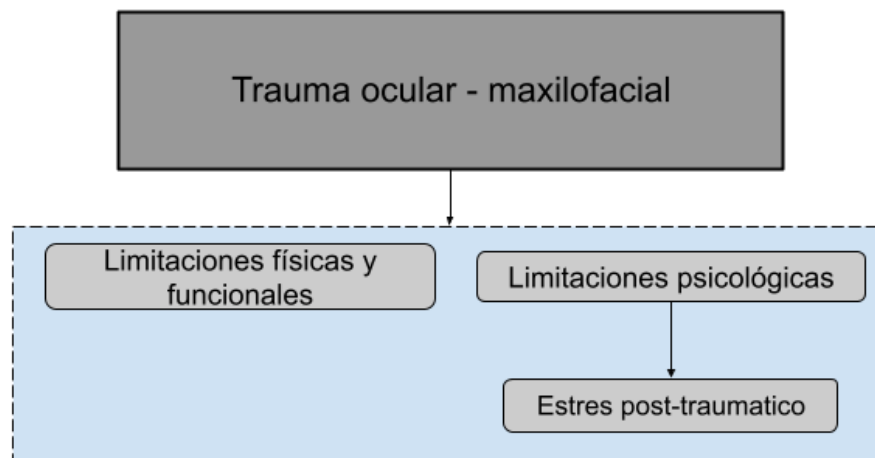 Trauma ocular - maxilofacial
Limitaciones físicas y
funcionales
Limitaciones psicológicas
Estres post-traumatico